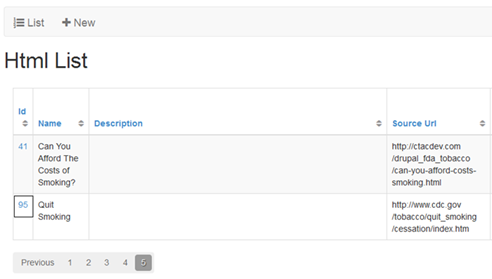 List New
Html List
Id Name Description Source Url
41 Can You http://ctacdev.com
Afford The /drupal_fda_tobacco
Costs of /can-you-afford-costs-
Smoking? smoking.html
95 Quit http://www.cdc.gov
Smoking /tobacco/quit_smoking
/cessation/index.htm
Previous 1 2 3 4 5